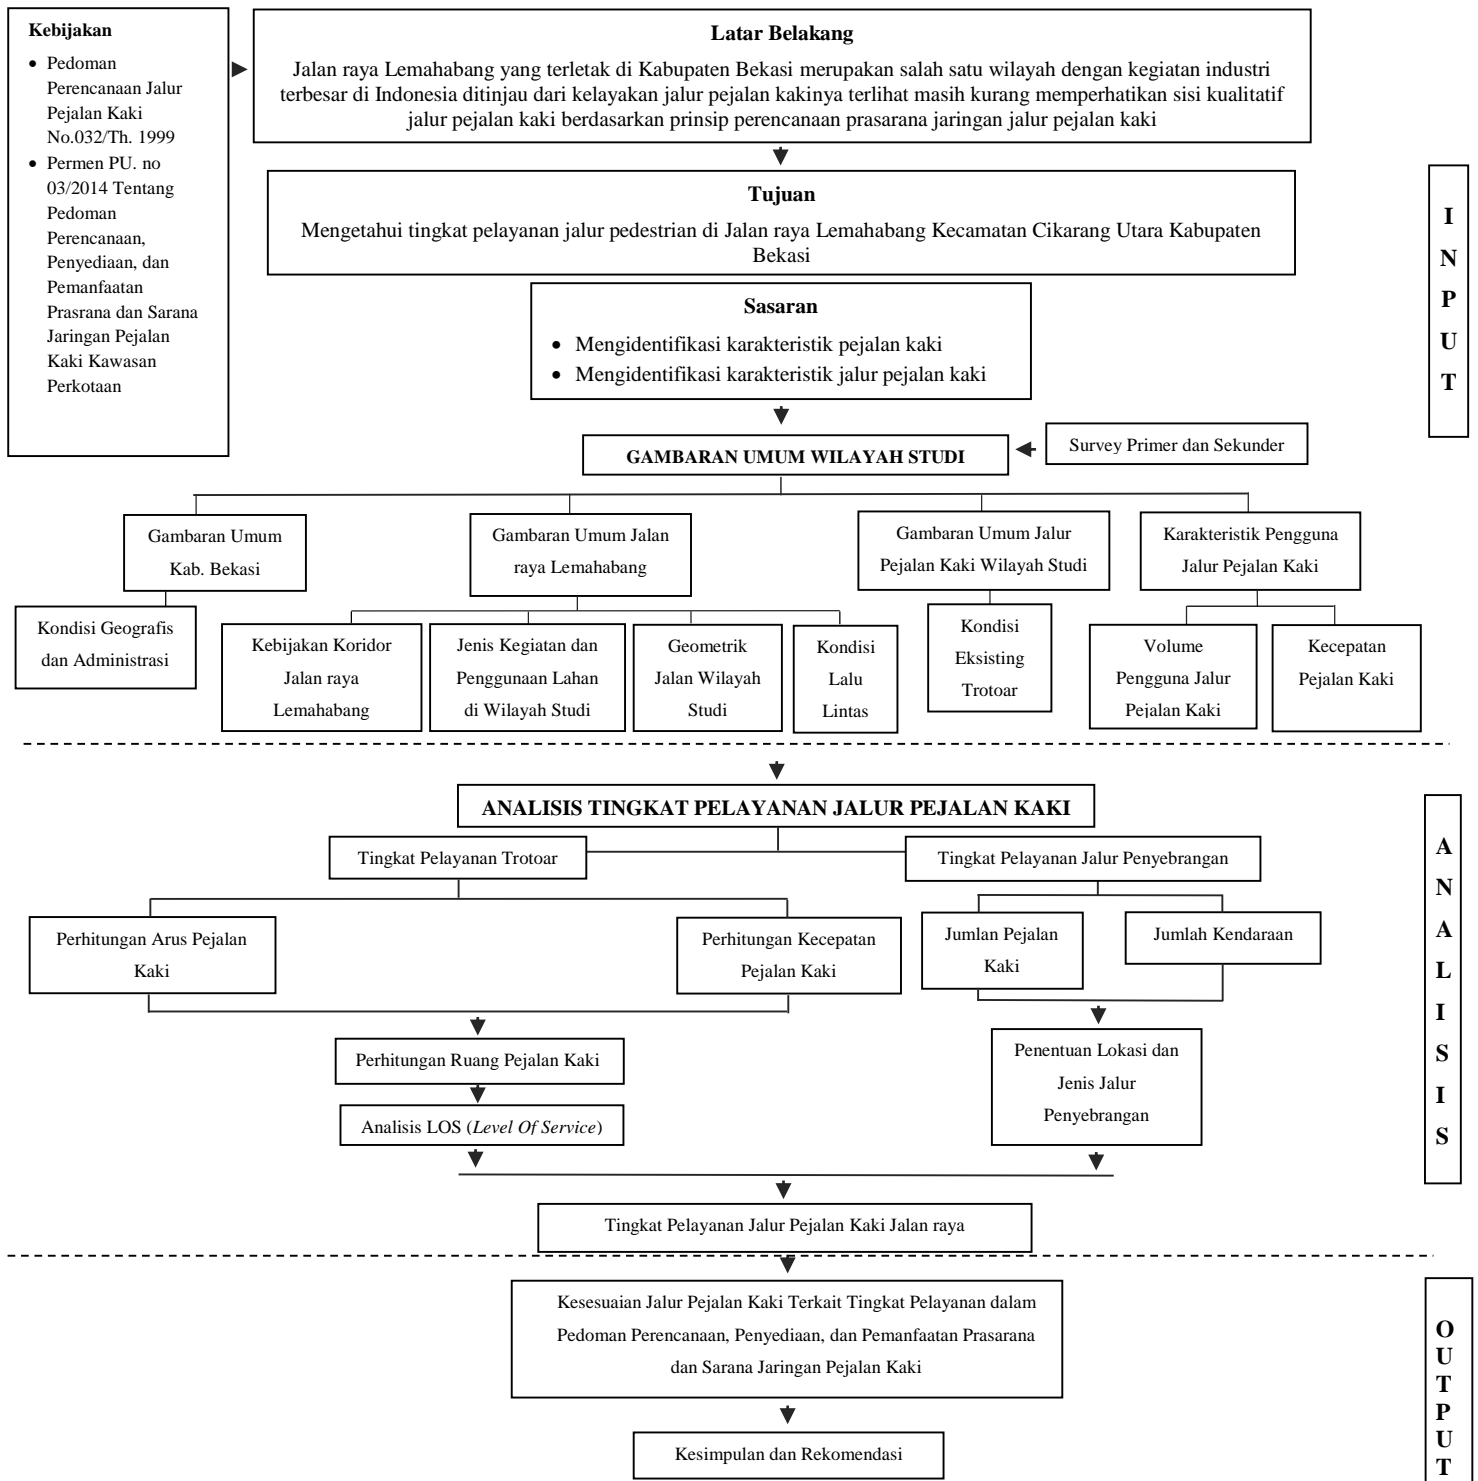 Kebijakan
• Pedoman
Perencanaan Jalur
Pejalan Kaki
No.032/Th. 1999
• Permen PU. no
03/2014 Tentang
Pedoman
Perencanaan,
Penyediaan, dan
Pemanfaatan
Prasrana dan Sarana
Jaringan Pejalan
Kaki Kawasan
Perkotaan
Latar Belakang
Jalan raya Lemahabang yang terletak di Kabupaten Bekasi merupakan salah satu wilayah dengan kegiatan industri
terbesar di Indonesia ditinjau dari kelayakan jalur pejalan kakinya terlihat masih kurang memperhatikan sisi kualitatif
jalur pejalan kaki berdasarkan prinsip perencanaan prasarana jaringan jalur pejalan kaki
Tujuan
Mengetahui tingkat pelayanan jalur pedestrian di Jalan raya Lemahabang Kecamatan Cikarang Utara Kabupaten
Bekasi
Sasaran
• Mengidentifikasi karakteristik pejalan kaki
• Mengidentifikasi karakteristik jalur pejalan kaki
I
N
P
U
T
GAMBARAN UMUM WILAYAH STUDI
Survey Primer dan Sekunder
Gambaran Umum
Kab. Bekasi
Gambaran Umum Jalan
raya Lemahabang
Gambaran Umum Jalur
Pejalan Kaki Wilayah Studi
Karakteristik Pengguna
Jalur Pejalan Kaki
Kondisi Geografis
dan Administrasi
Kebijakan Koridor
Jalan raya
Lemahabang
Jenis Kegiatan dan
Penggunaan Lahan
di Wilayah Studi
Geometrik
Jalan Wilayah
Studi
Kondisi
Lalu
Lintas
Kondisi
Eksisting
Trotoar
Volume
Pengguna Jalur
Pejalan Kaki
Kecepatan
Pejalan Kaki
ANALISIS TINGKAT PELAYANAN JALUR PEJALAN KAKI
Tingkat Pelayanan Trotoar
Tingkat Pelayanan Jalur Penyebrangan
Perhitungan Arus Pejalan
Kaki
Perhitungan Kecepatan
Pejalan Kaki
Jumlan Pejalan
Kaki
Jumlah Kendaraan
Perhitungan Ruang Pejalan Kaki
Analisis LOS (Level Of Service)
Penentuan Lokasi dan
Jenis Jalur
Penyebrangan
Tingkat Pelayanan Jalur Pejalan Kaki Jalan raya
A
N
A
L
I
S
I
S
Kesesuaian Jalur Pejalan Kaki Terkait Tingkat Pelayanan dalam
Pedoman Perencanaan, Penyediaan, dan Pemanfaatan Prasarana
dan Sarana Jaringan Pejalan Kaki
Kesimpulan dan Rekomendasi
O
U
T
P
U
T